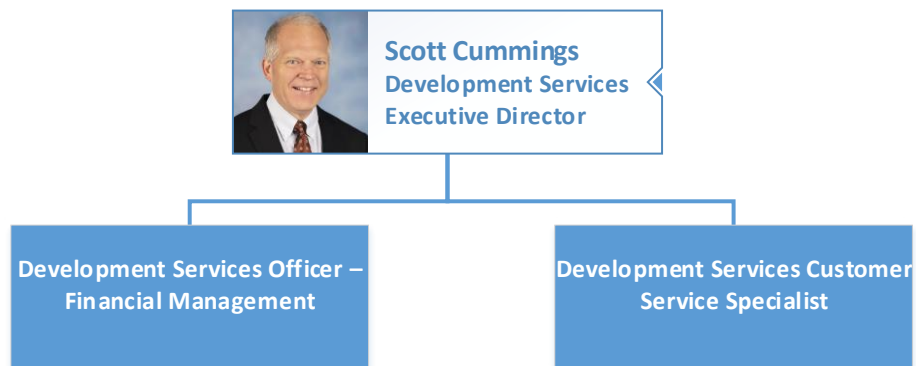 Scott Cummings
Development Services
Executive Director
Development Services Officer –
Financial Management
Development Services Customer
Service Specialist